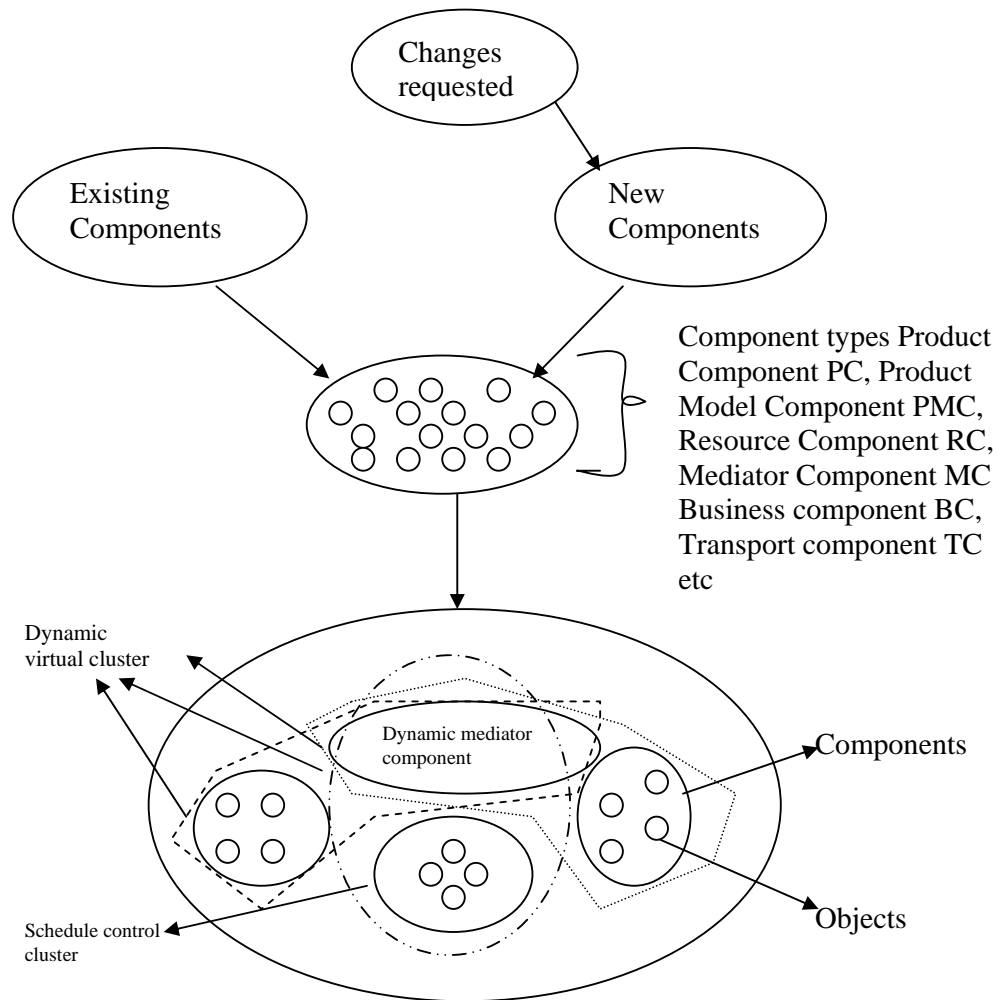 Changes
requested
Existing
Components
New
Components
Component types Product
Component PC, Product
Model Component PMC,
Resource Component RC,
Mediator Component MC
Business component BC,
Transport component TC
etc
Dynamic
virtual cluster
Dynamic mediator
component
Components
Schedule control
cluster
Objects